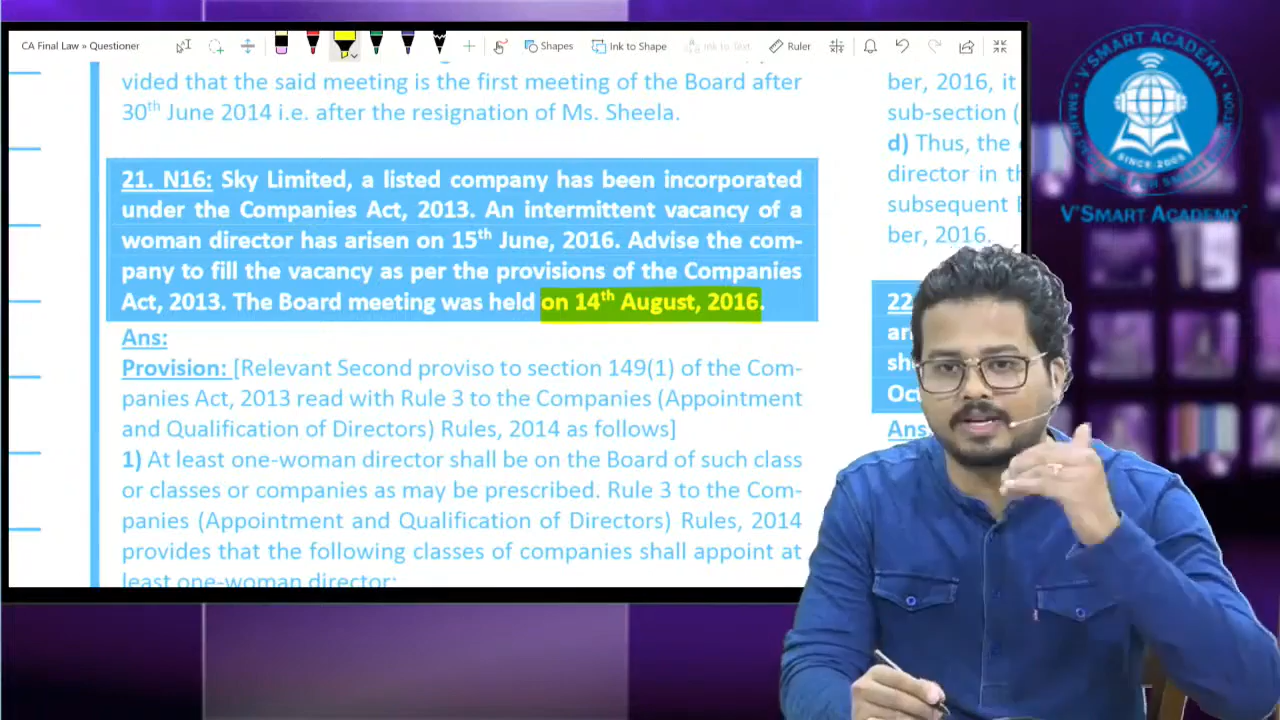 CA Final Law » Questioner
Shapes
Ink to Shape
Ink to Text
Ruler
vided that the said meeting is the first meeting of the Board after
30th June 2014 i.e. after the resignation of Ms. Sheela.
21. N16: Sky Limited, a listed company has been incorporated
under the Companies Act, 2013. An intermittent vacancy of a
woman director has arisen on 15th June, 2016. Advise the com-
pany to fill the vacancy as per the provisions of the Companies
Act, 2013. The Board meeting was held on 14th August, 2016.
Ans:
Provision: [Relevant Second proviso to section 149(1) of the Com-
panies Act, 2013 read with Rule 3 to the Companies (Appointment
and Qualification of Directors) Rules, 2014 as follows]
1) At least one-woman director shall be on the Board of such class
or classes or companies as may be prescribed. Rule 3 to the Com-
panies (Appointment and Qualification of Directors) Rules, 2014
provides that the following classes of companies shall appoint at
least one-woman director:
ber, 2016, it
sub-section (
d) Thus, the
director in th
subsequent
ber, 2016.
22
Ans:
V'SMART ACADEMY
SINCE-2008
V'SMART ACADEMY